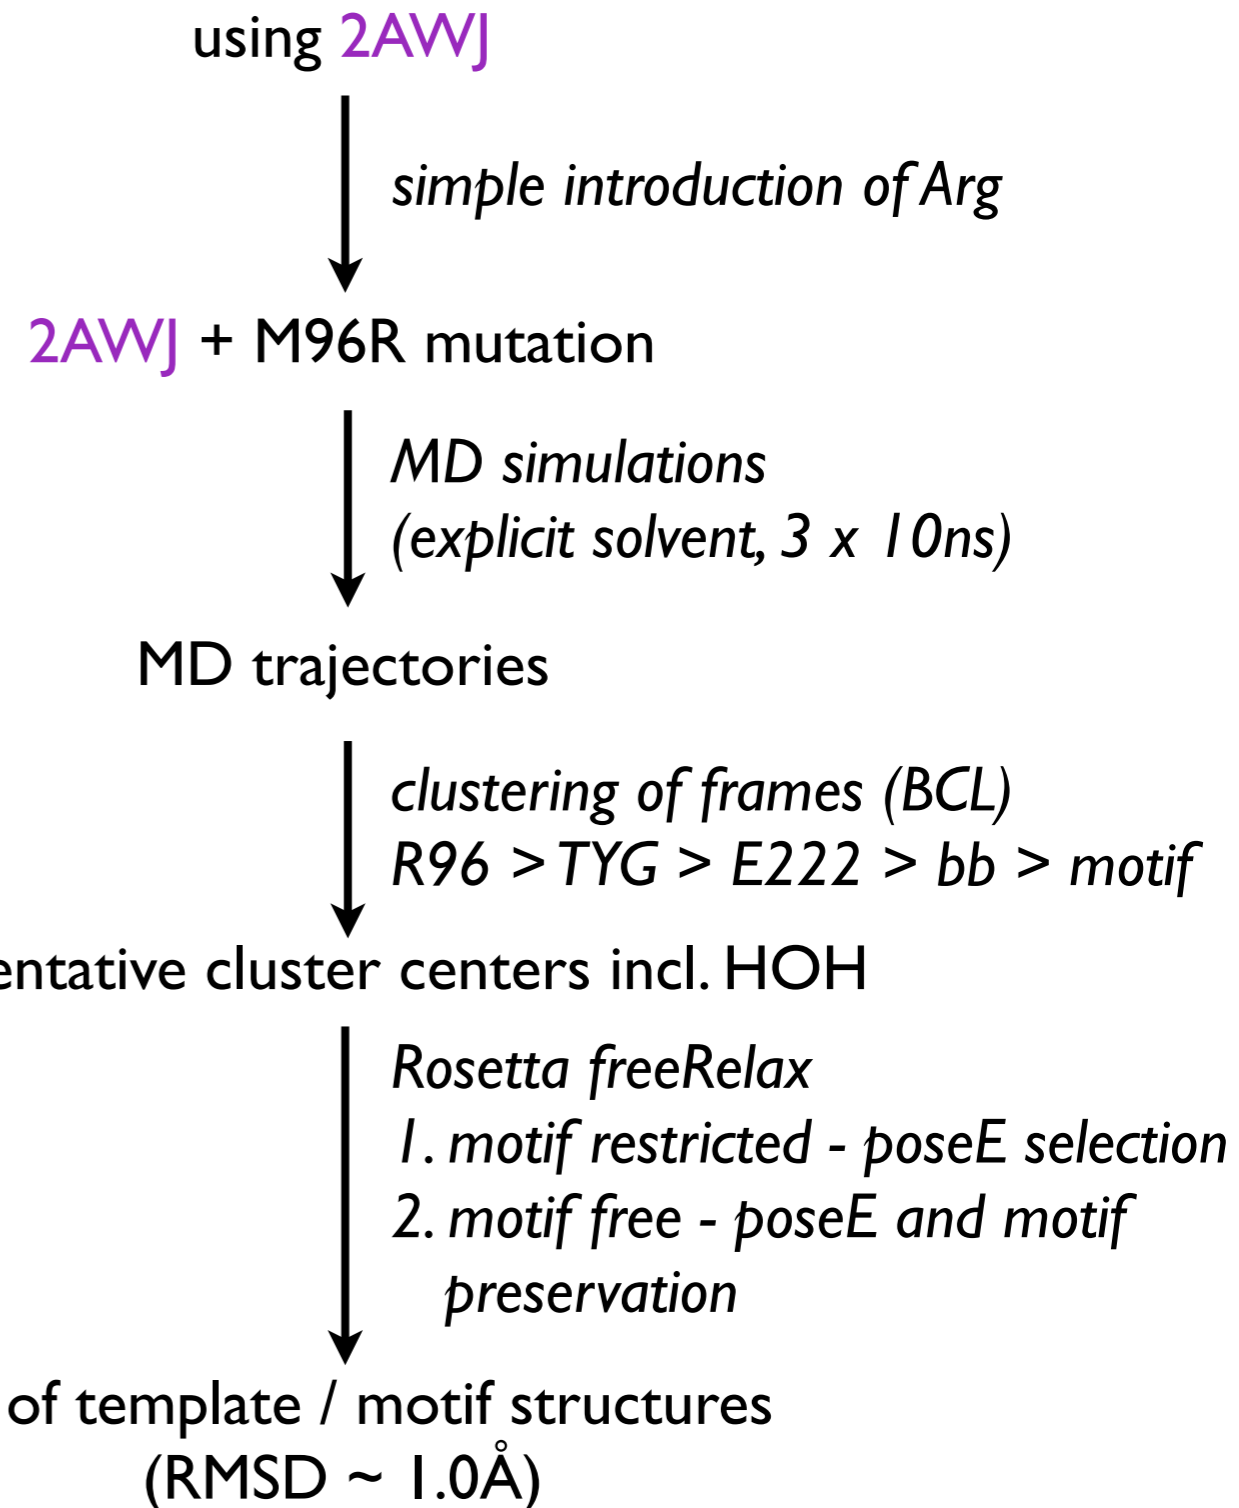 using 2AWJ
simple introduction of Arg
2AWJ + M96R mutation
MD simulations
(explicit solvent, 3 x 10ns)
MD trajectories
clustering of frames (BCL)
R96 > TYG > E222 > bb > motif
entative cluster centers incl. HOH
Rosetta freeRelax
1. motif restricted - poseE selection
2. motif free - poseE and motif
preservation
of template / motif structures
(RMSD ~ 1.0Å)